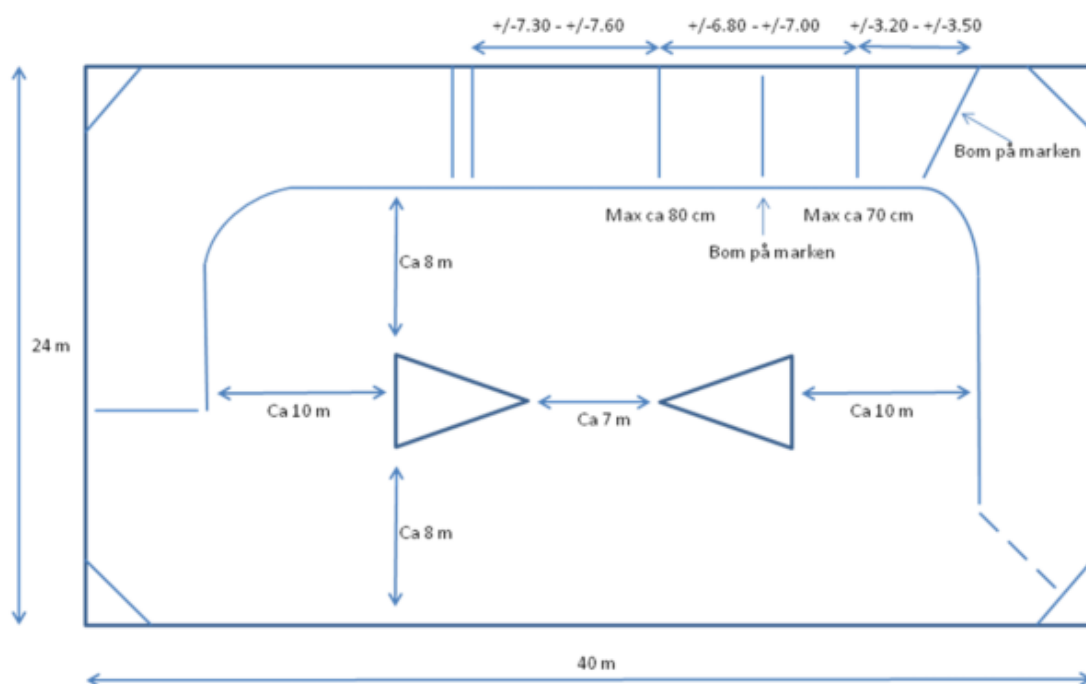 +/-7.30 - +/-7.60
+/-6.80 - +/-7.00
+/-3.20 - +/-3.50
Bom på marken
Max ca 80 cm
Max ca 70 cm
Bom på marken
Ca 8 m
24 m
Ca 10 m
Ca 7 m
Ca 10 m
Ca 8 m
40 m